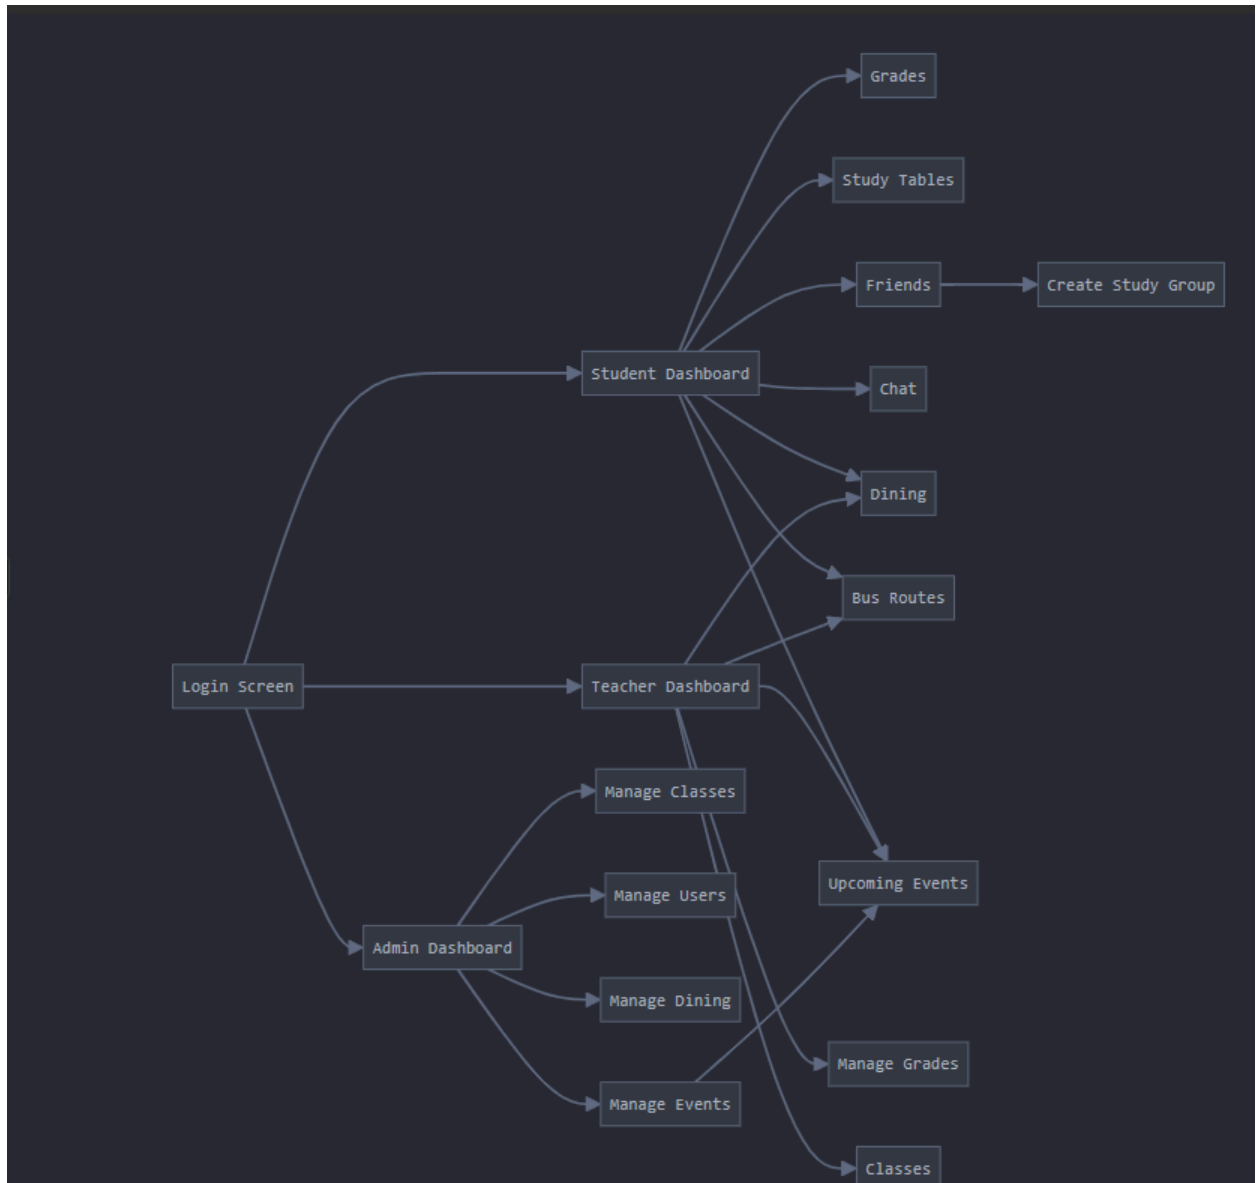 Grades
Study Tables
Friends
Create Study Group
Student Dashboard
Chat
Dining
Bus Routes
Login Screen
Teacher Dashboard
Manage Classes
Upcoming Events
Manage Users
Admin Dashboard
Manage Dining
Manage Grades
Manage Events
Classes